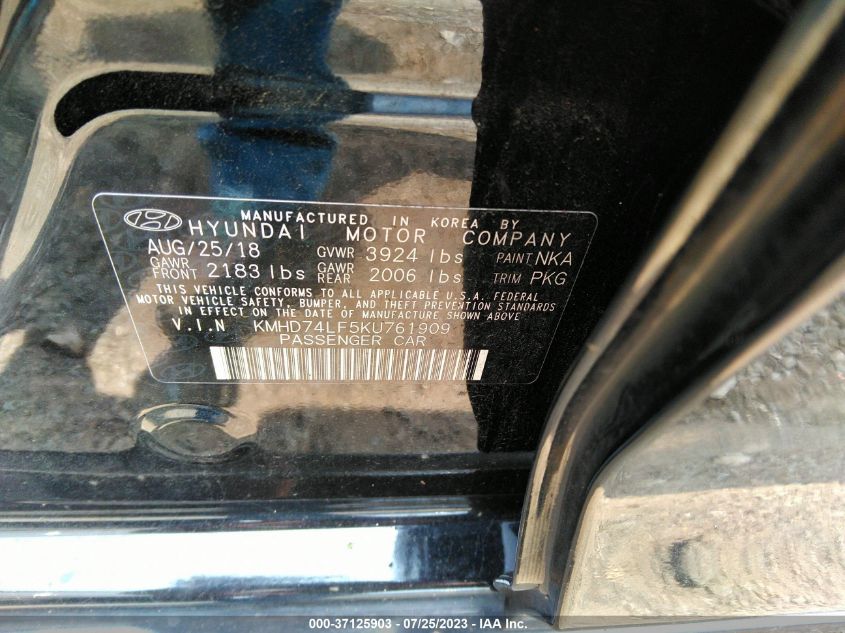 MANUFACTURED IN KOREA BY
HYUNDAI MOTOR COMPANY
AUG/25/18 GVWR 3924 lbs PAINT NKA
GAWR FRONT 2183 lbs GAWR REAR 2006 lbs TRIM PKG
THIS VEHICLE CONFORMS TO ALL APPLICABLE U.S.A. FEDERAL
MOTOR VEHICLE SAFETY, BUMPER, AND THEFT PREVENTION STANDARDS
IN EFFECT ON THE DATE OF MANUFACTURE SHOWN ABOVE
V.I.N KMHD74LF5KU761909
PASSENGER CAR
000-37125903 - 07/25/2023 - IAA Inc.